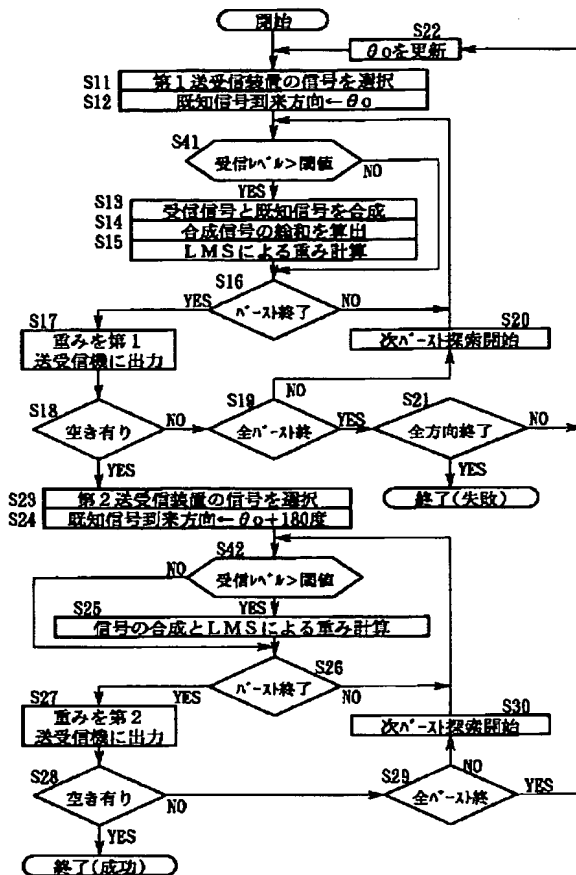 開始
S22
θoを更新
S11 第1送受信装置の信号を選択
S12 既知信号到来方向←θo
S41
受信レベル>閾値
NO
YES
S13 受信信号と既知信号を合成
S14 合成信号の総和を算出
S15 LMSによる重み計算
S16
YES バースト終了 NO
S17
重みを第1
送受信機に出力
S20
次バースト探索開始
NO
S18 空き有り NO
S19 全バースト終 YES
S21 全方向終了 NO
YES
YES
終了(失敗)
S23 第2送受信装置の信号を選択
S24 既知信号到来方向←θo+180度
S42
NO 受信レベル>閾値
YES
S25
信号の合成とLMSによる重み計算
S26
YES バースト終了 NO
S27
重みを第2
送受信機に出力
S30
次バースト探索開始
NO
S28 空き有り NO
S29 全バースト終 YES
YES
終了(成功)